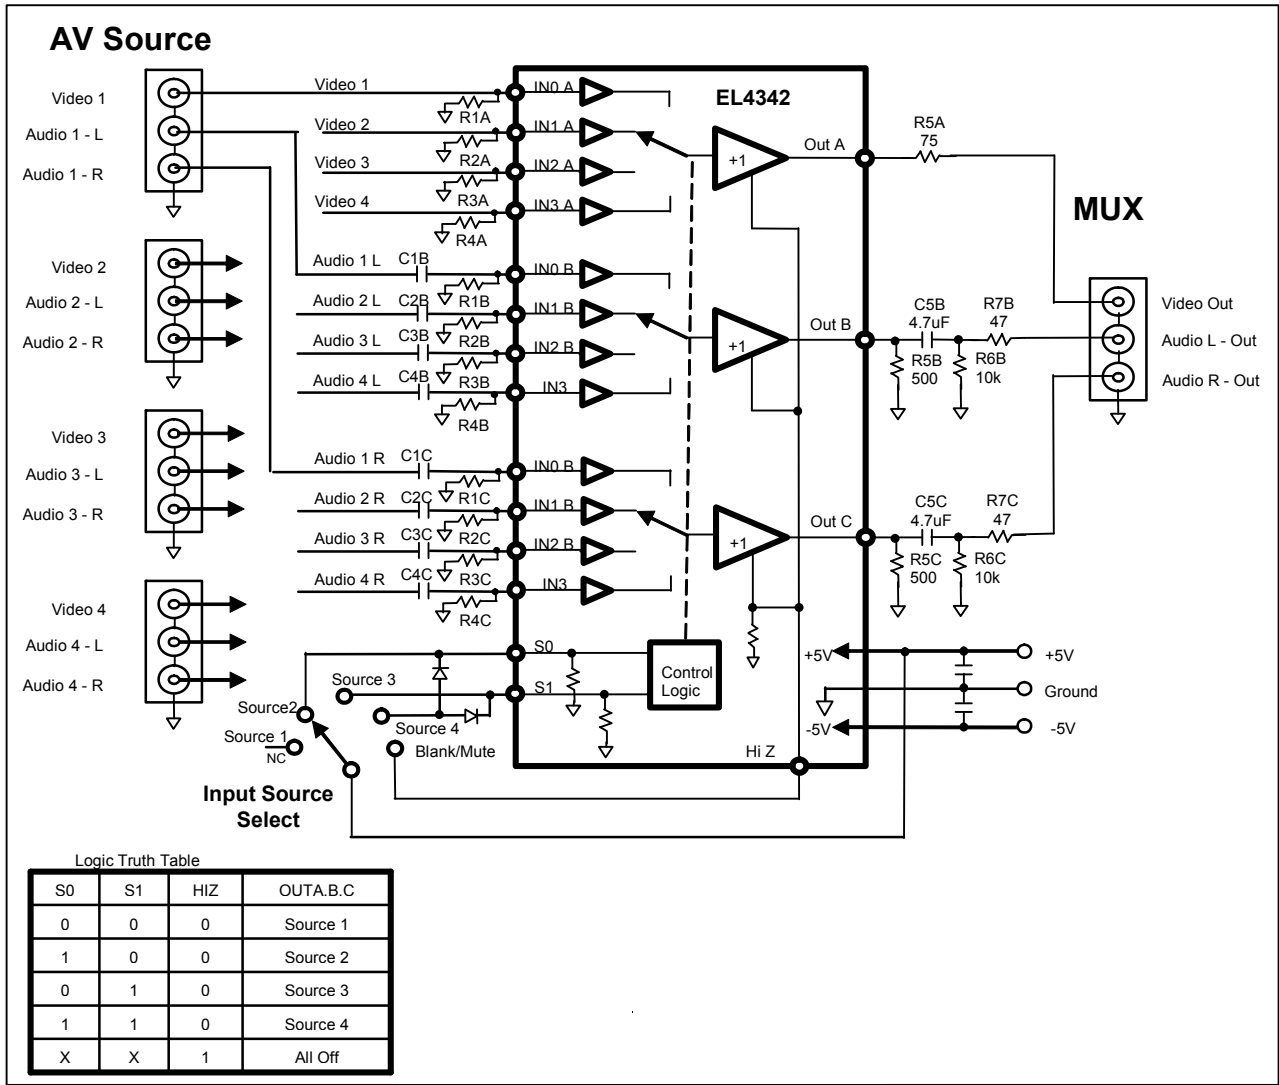 AV Source
Video 1
Audio 1 - L
Audio 1 - R
Video 2
Audio 2 - L
Audio 2 - R
Video 3
Audio 3 - L
Audio 3 - R
Video 4
Audio 4 - L
Audio 4 - R
Video 1
R1A
IN0 A
Video 2
R2A
IN1 A
Video 3
R3A
IN2 A
Video 4
R4A
IN3 A
Audio 1 L
C1B
R1B
IN0 B
Audio 2 L
C2B
R2B
IN1 B
Audio 3 L
C3B
R3B
IN2 B
Audio 4 L
C4B
R4B
IN3
Audio 1 R
C1C
R1C
IN0 B
Audio 2 R
C2C
R2C
IN1 B
Audio 3 R
C3C
R3C
IN2 B
Audio 4 R
C4C
R4C
IN3
EL4342
+1
Out A
+1
Out B
+1
Out C
S0
S1
Control
Logic
Hi Z
R5A
75
MUX
C5B
4.7uF
R7B
47
R5B
500
R6B
10k
C5C
4.7uF
R7C
47
R5C
500
R6C
10k
Video Out
Audio L - Out
Audio R - Out
+5V
+5V
Ground
-5V
-5V
Source 3
Source2
Source 4
Source 1
NC
Blank/Mute
Input Source
Select
Logic Truth Table
S0 S1 HIZ OUTA.B.C
0 0 0 Source 1
1 0 0 Source 2
0 1 0 Source 3
1 1 0 Source 4
X X 1 All Off